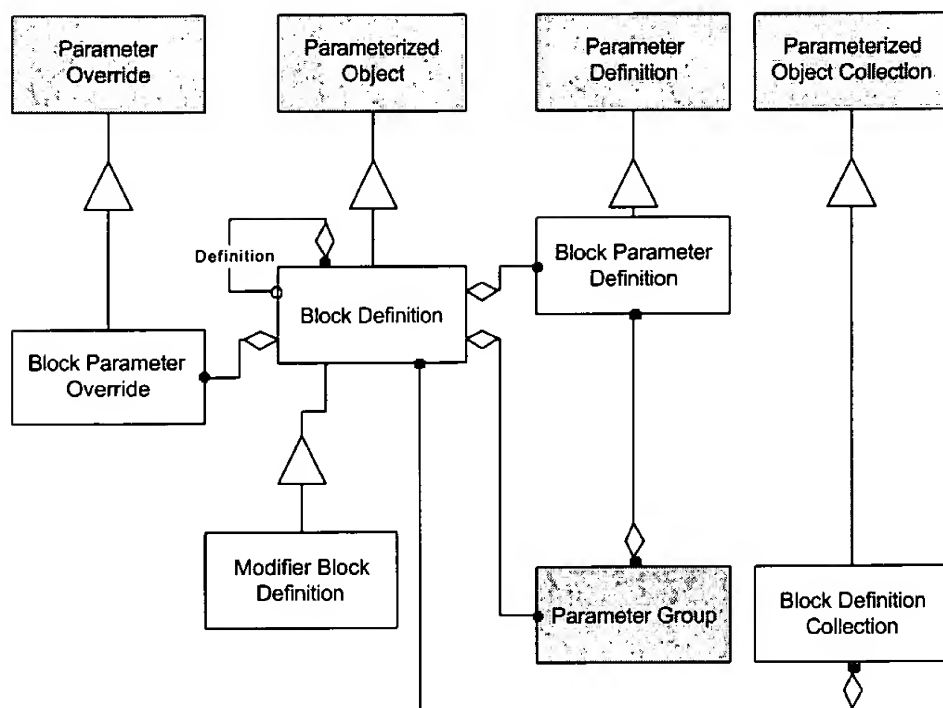 Parameter
Override
Parameterized
Object
Parameter
Definition
Parameterized
Object Collection
Definition
Block Definition
Block Parameter
Definition
Block Parameter
Override
Modifier Block
Definition
Parameter Group
Block Definition
Collection